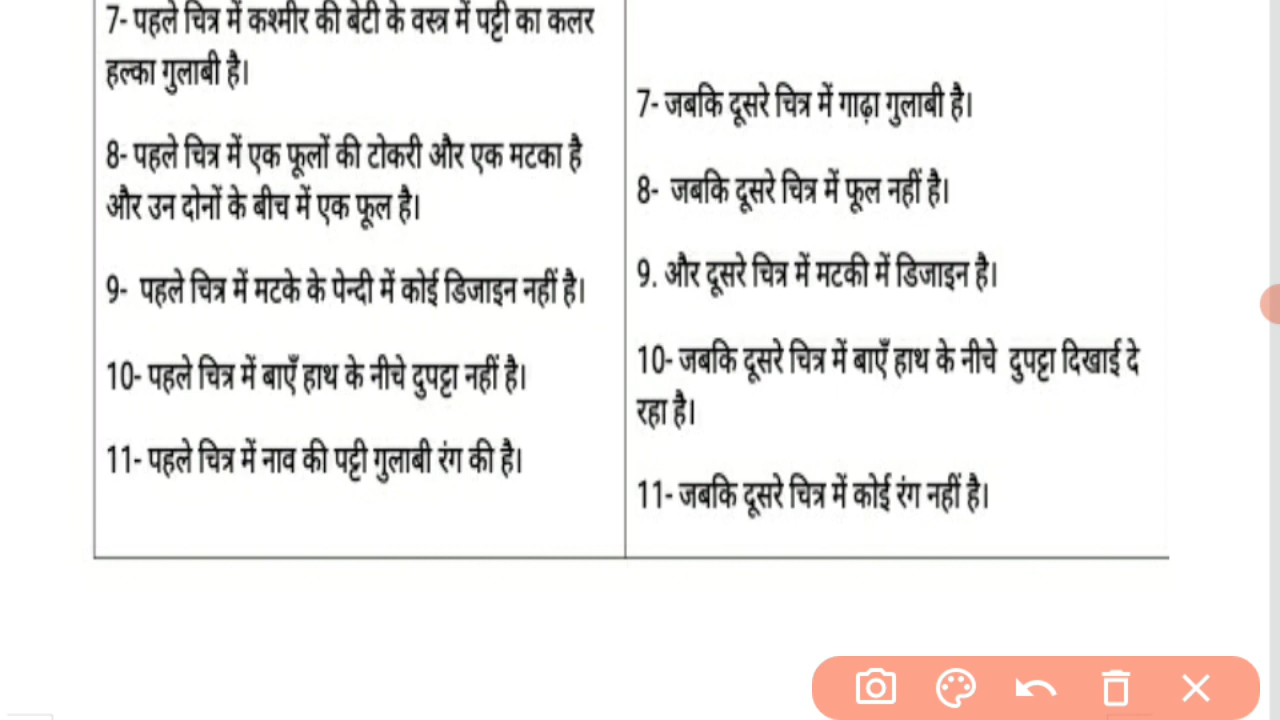 7- पहले चित्र में कश्मीर की बेटी के वस्त्र में पट्टी का कलर
हल्का गुलाबी है।
8- पहले चित्र में एक फूलों की टोकरी और एक मटका है
और उन दोनों के बीच में एक फूल है।
9- पहले चित्र में मटके के पेन्दी में कोई डिजाइन नहीं है।
10- पहले चित्र में बाएँ हाथ के नीचे दुपट्टा नहीं है।
11- पहले चित्र में नाव की पट्टी गुलाबी रंग की है।
7- जबकि दूसरे चित्र में गाढ़ा गुलाबी है।
8- जबकि दूसरे चित्र में फूल नहीं है।
9. और दूसरे चित्र में मटकी में डिजाइन है।
10- जबकि दूसरे चित्र में बाएँ हाथ के नीचे दुपट्टा दिखाई दे
रहा है।
11- जबकि दूसरे चित्र में कोई रंग नहीं है।